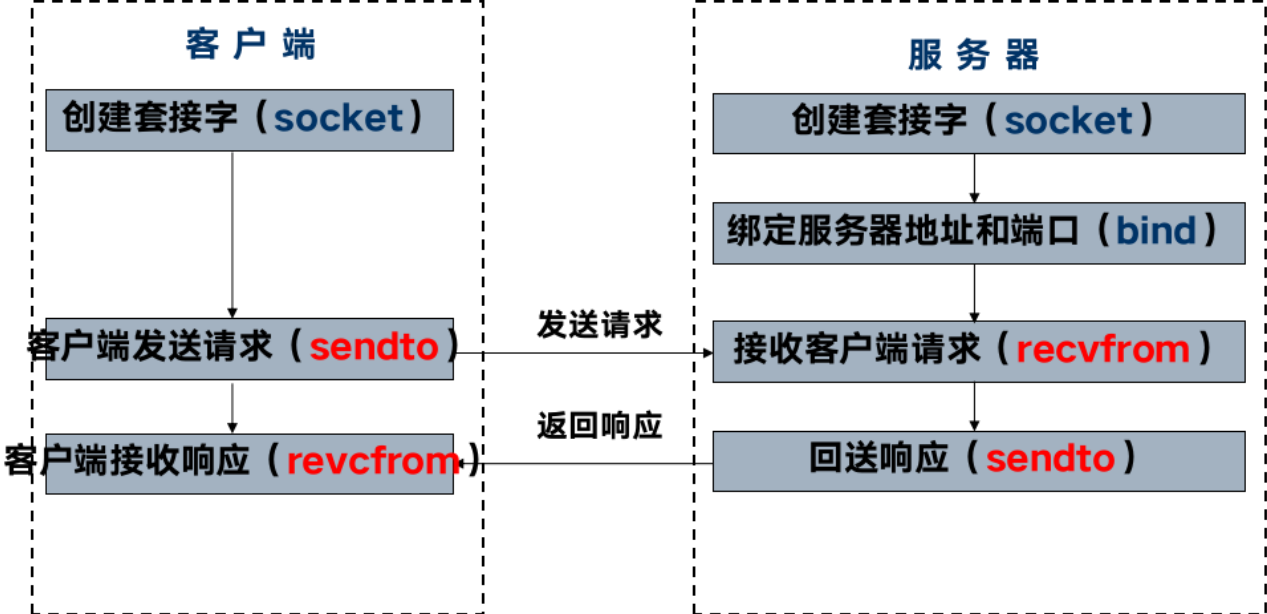 客 户 端
创建套接字（socket）
客户端发送请求（sendto）
客户端接收响应（revcfrom）
发送请求
返回响应
服 务 器
创建套接字（socket）
绑定服务器地址和端口（bind）
接收客户端请求（recvfrom）
回送响应（sendto）